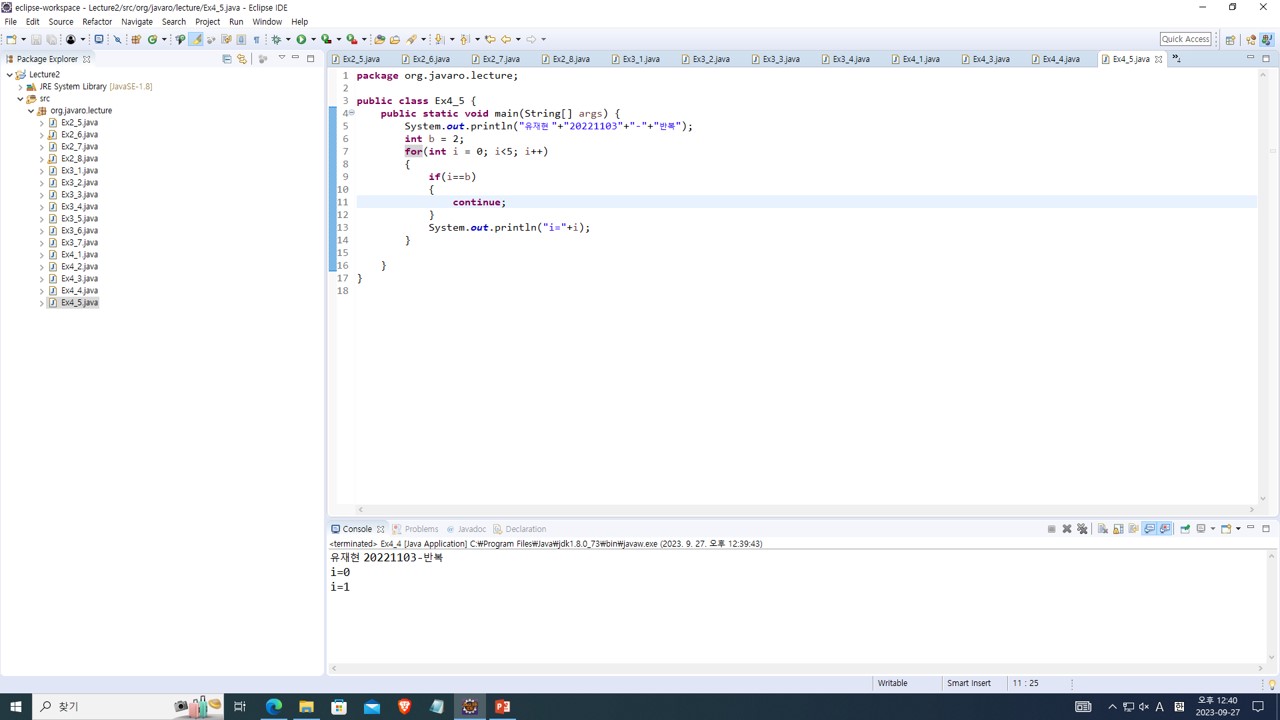 eclipse-workspace - Lecture2/src/org/javaro/lecture/Ex4_5.java - Eclipse IDE
File Edit Source Refactor Navigate Search Project Run Window Help
Quick Access
Package Explorer
Lecture2
JRE System Library [JavaSE-1.8]
src
org.javaro.lecture
Ex2_5.java
Ex2_6.java
Ex2_7.java
Ex2_8.java
Ex3_1.java
Ex3_2.java
Ex3_3.java
Ex3_4.java
Ex3_5.java
Ex3_6.java
Ex3_7.java
Ex4_1.java
Ex4_2.java
Ex4_3.java
Ex4_4.java
Ex4_5.java
Ex2_5.java Ex2_6.java Ex2_7.java Ex2_8.java Ex3_1.java Ex3_2.java Ex3_3.java Ex3_4.java Ex4_1.java Ex4_3.java Ex4_4.java Ex4_5.java
1 package org.javaro.lecture;
2
3 public class Ex4_5 {
4 public static void main(String[] args) {
5 System.out.println("유재현 "+"20221103"+"-"+"반복");
6 int b = 2;
7 for(int i = 0; i<5; i++)
8 {
9 if(i==b)
10 {
11 continue;
12 }
13 System.out.println("i="+i);
14 }
15
16 }
17 }
18
Console Problems Javadoc Declaration
<terminated> Ex4_4 [Java Application] C:₩Program Files₩Java₩jdk1.8.0_73₩bin₩javaw.exe (2023. 9. 27. 오후 12:39:43)
유재현 20221103-반복
i=0
i=1
Writable Smart Insert 11 : 25
찾기
A 한 오후 12:40
2023-09-27